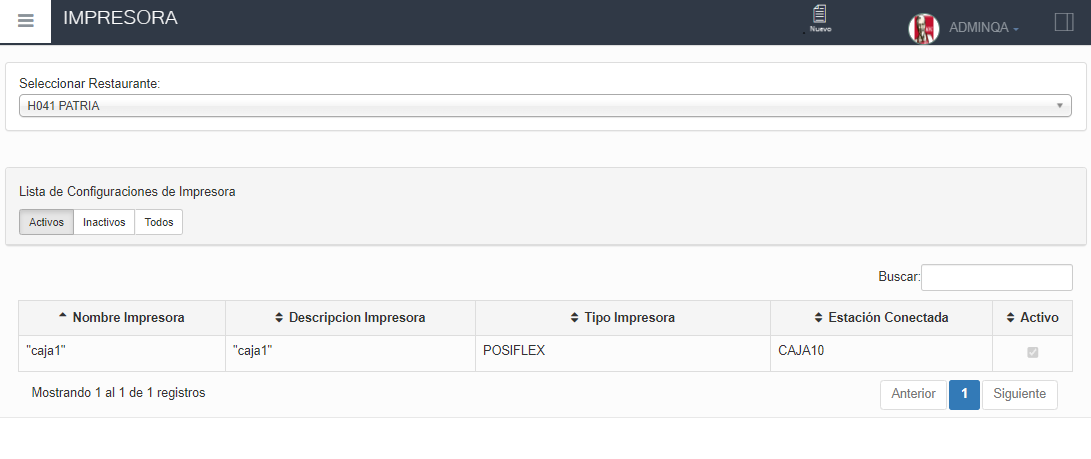 IMPRESORA
Nuevo
ADMINQA
Seleccionar Restaurante:
H041 PATRIA
Lista de Configuraciones de Impresora
Activos Inactivos Todos
Buscar:
Nombre Impresora Descripcion Impresora Tipo Impresora Estación Conectada Activo
"caja1" "caja1" POSIFLEX CAJA10
Mostrando 1 al 1 de 1 registros
Anterior 1 Siguiente